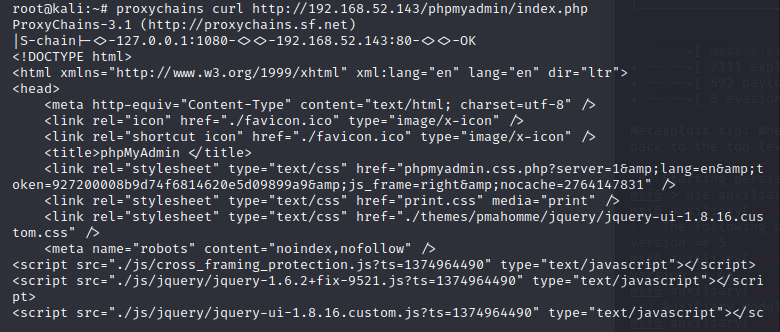 root@kali:~# proxychains curl http://192.168.52.143/phpmyadmin/index.php
ProxyChains-3.1 (http://proxychains.sf.net)
|S-chain|-<>-127.0.0.1:1080-<><>-192.168.52.143:80-<><>-OK
<!DOCTYPE html>
<html xmlns="http://www.w3.org/1999/xhtml" xml:lang="en" lang="en" dir="ltr">
<head>
    <meta http-equiv="Content-Type" content="text/html; charset=utf-8" />
    <link rel="icon" href="./favicon.ico" type="image/x-icon" />
    <link rel="shortcut icon" href="./favicon.ico" type="image/x-icon" />
    <title>phpMyAdmin </title>
    <link rel="stylesheet" type="text/css" href="phpmyadmin.css.php?server=1&amp;lang=en&amp;t
oken=927200008b9d74f6814620e5d09899a9&amp;js_frame=right&amp;nocache=2764147831" />
    <link rel="stylesheet" type="text/css" href="print.css" media="print" />
    <link rel="stylesheet" type="text/css" href="./themes/pmahomme/jquery/jquery-ui-1.8.16.cus
tom.css" />
    <meta name="robots" content="noindex,nofollow" />
<script src="./js/cross_framing_protection.js?ts=1374964490" type="text/javascript"></script>
<script src="./js/jquery/jquery-1.6.2+fix-9521.js?ts=1374964490" type="text/javascript"></scri
pt>
<script src="./js/jquery/jquery-ui-1.8.16.custom.js?ts=1374964490" type="text/javascript"></sc